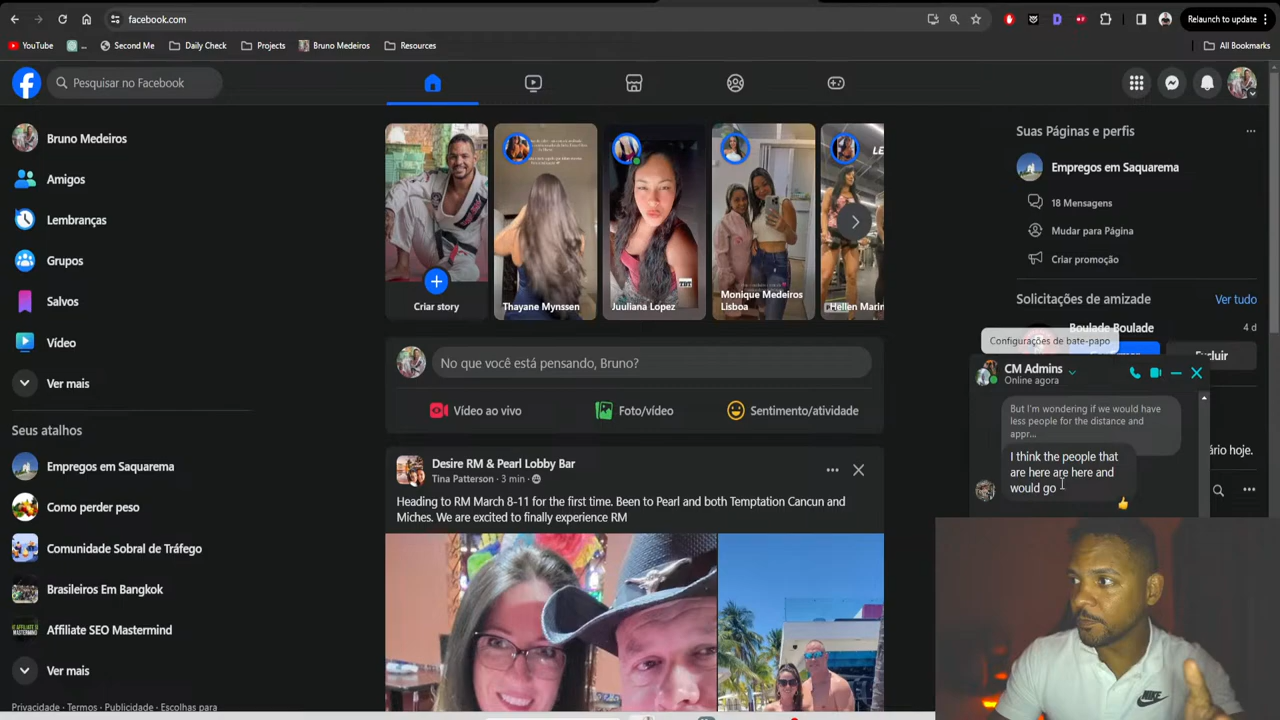 facebook.com
Relaunch to update
YouTube
...
Second Me
Daily Check
Projects
Bruno Medeiros
Resources
All Bookmarks
Pesquisar no Facebook
Bruno Medeiros
Amigos
Lembranças
Grupos
Salvos
Vídeo
Ver mais
Seus atalhos
Empregos em Saquarema
Como perder peso
Comunidade Sobral de Tráfego
Brasileiros Em Bangkok
Affiliate SEO Mastermind
Ver mais
Privacidade · Termos · Publicidade · Escolhas para
Criar story
Thayane Mynssen
Juuliana Lopez
Monique Medeiros
Lisboa
Hellen Marin
No que você está pensando, Bruno?
Vídeo ao vivo
Foto/vídeo
Sentimento/atividade
Desire RM & Pearl Lobby Bar
Tina Patterson · 3 min ·
Heading to RM March 8-11 for the first time. Been to Pearl and both Temptation Cancun and
Miches. We are excited to finally experience RM
Suas Páginas e perfis
Empregos em Saquarema
18 Mensagens
Mudar para Página
Criar promoção
Solicitações de amizade
Ver tudo
Boulade Boulade
4 d
Configurações de bate-papo
CM Admins
Online agora
But I'm wondering if we would have
less people for the distance and
appr...
I think the people that
are here are here and
would go
ário hoje.
NIKE